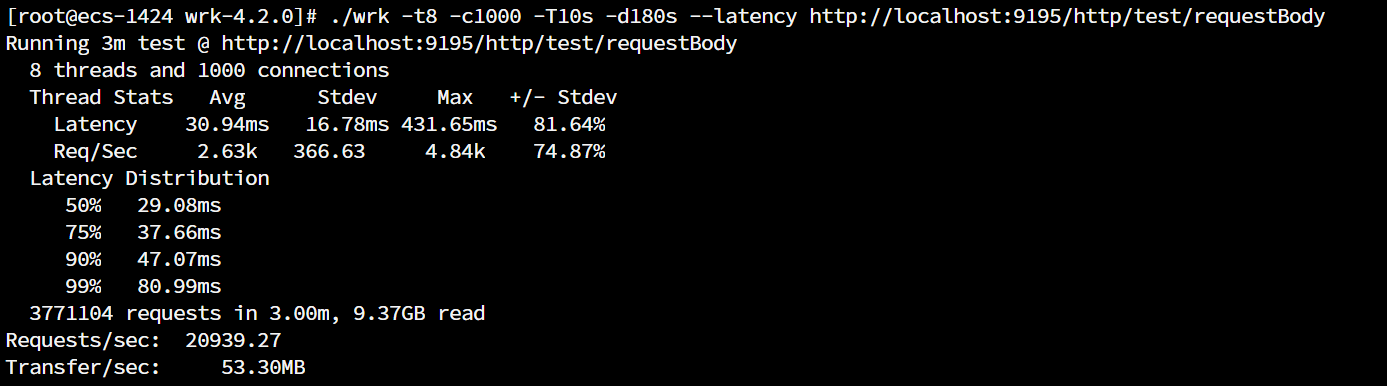 [root@ecs-1424 wrk-4.2.0]# ./wrk -t8 -c1000 -T10s -d180s --latency http://localhost:9195/http/test/requestBody
Running 3m test @ http://localhost:9195/http/test/requestBody
  8 threads and 1000 connections
  Thread Stats   Avg      Stdev     Max   +/- Stdev
    Latency    30.94ms   16.78ms 431.65ms   81.64%
    Req/Sec     2.63k   366.63     4.84k    74.87%
  Latency Distribution
     50%   29.08ms
     75%   37.66ms
     90%   47.07ms
     99%   80.99ms
  3771104 requests in 3.00m, 9.37GB read
Requests/sec:  20939.27
Transfer/sec:     53.30MB